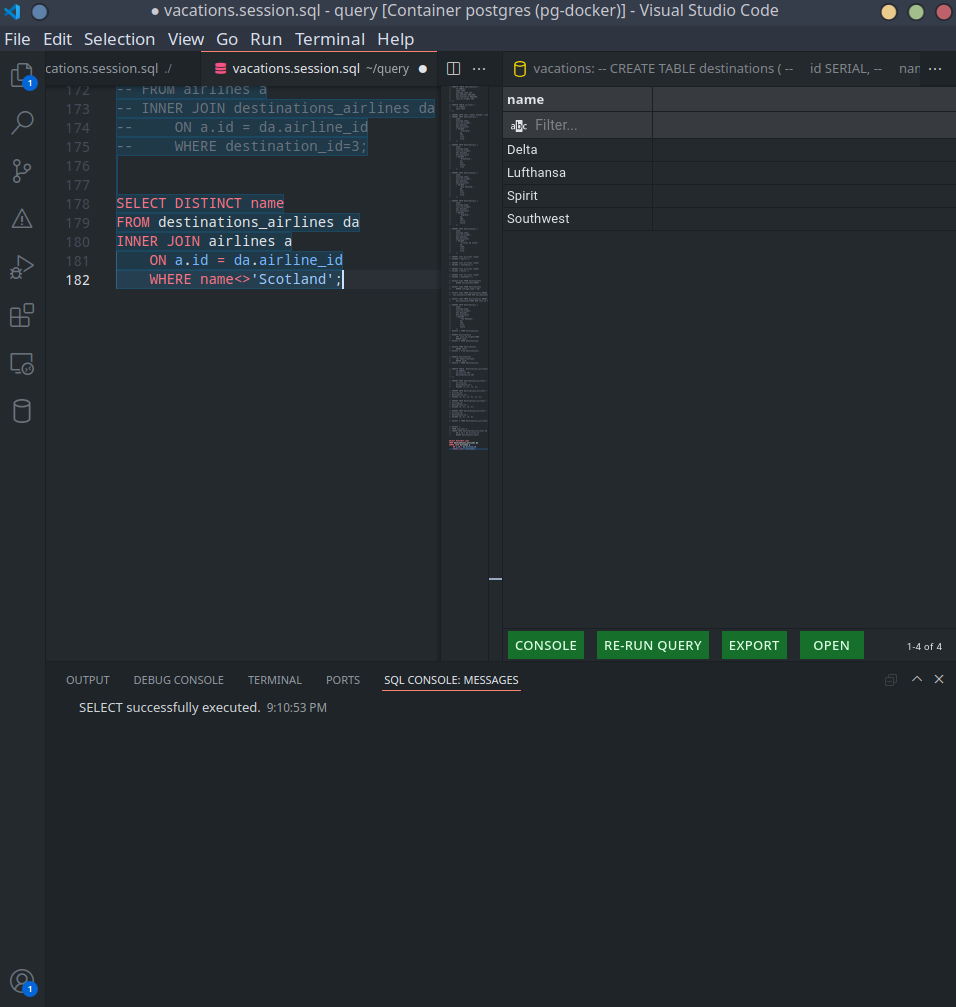 ● vacations.session.sql - query [Container postgres (pg-docker)] - Visual Studio Code
File Edit Selection View Go Run Terminal Help
1
cations.session.sql ./
vacations.session.sql ~/query ●
vacations: -- CREATE TABLE destinations ( -- id SERIAL, -- nam
172 -- FROM airlines a
173 -- INNER JOIN destinations_airlines da
174 -- ON a.id = da.airline_id
175 -- WHERE destination_id=3;
176
177
178 SELECT DISTINCT name
179 FROM destinations_airlines da
180 INNER JOIN airlines a
181 ON a.id = da.airline_id
182 WHERE name<>'Scotland';
name
abc Filter...
Delta
Lufthansa
Spirit
Southwest
CONSOLE RE-RUN QUERY EXPORT OPEN 1-4 of 4
OUTPUT DEBUG CONSOLE TERMINAL PORTS SQL CONSOLE: MESSAGES
SELECT successfully executed. 9:10:53 PM
1